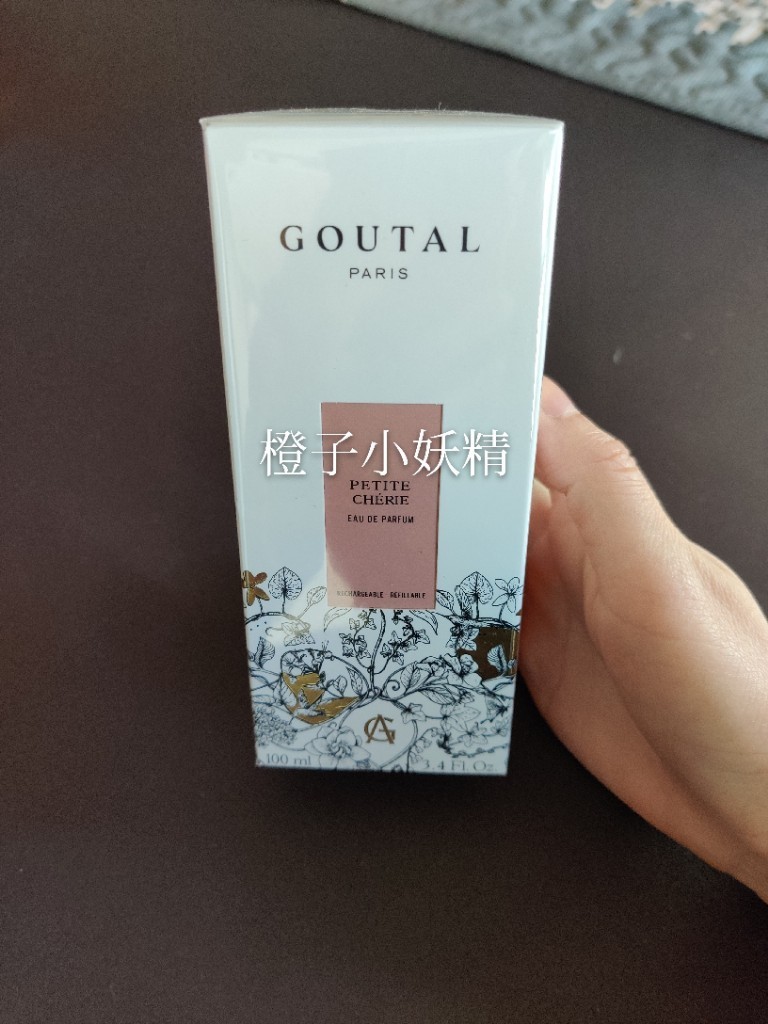 GOUTAL
PARIS
橙子小妖精
PETITE
CHÉRIE
EAU DE PARFUM
RECHARGEABLE REFILLABLE
AG
100 ml 3.4 Fl. Oz